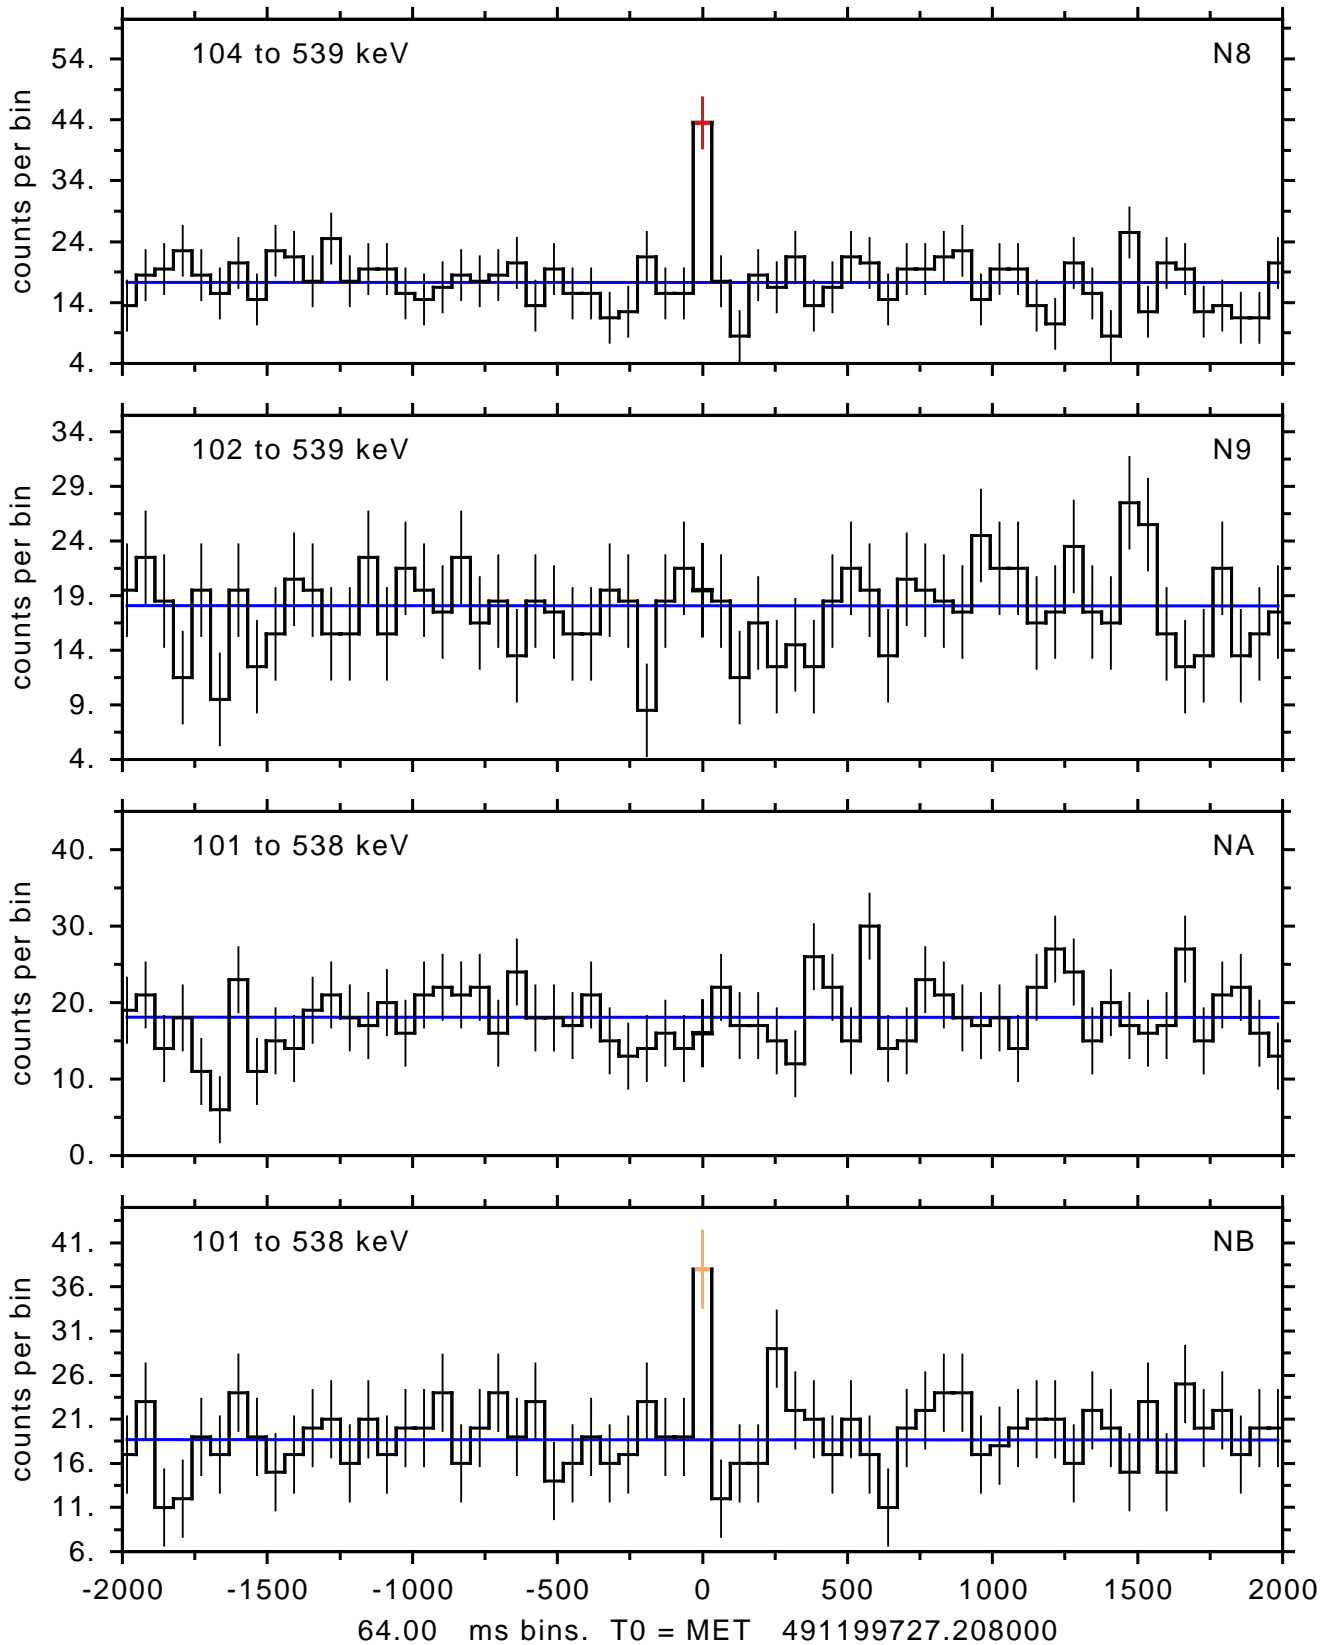 104 to 539 keV N8
54.
44.
34.
24.
14.
4.
counts per bin
102 to 539 keV N9
34.
29.
24.
19.
14.
9.
4.
counts per bin
101 to 538 keV NA
40.
30.
20.
10.
0.
counts per bin
101 to 538 keV NB
41.
36.
31.
26.
21.
16.
11.
6.
counts per bin
-2000 -1500 -1000 -500 0 500 1000 1500 2000
64.00 ms bins. T0 = MET 491199727.208000